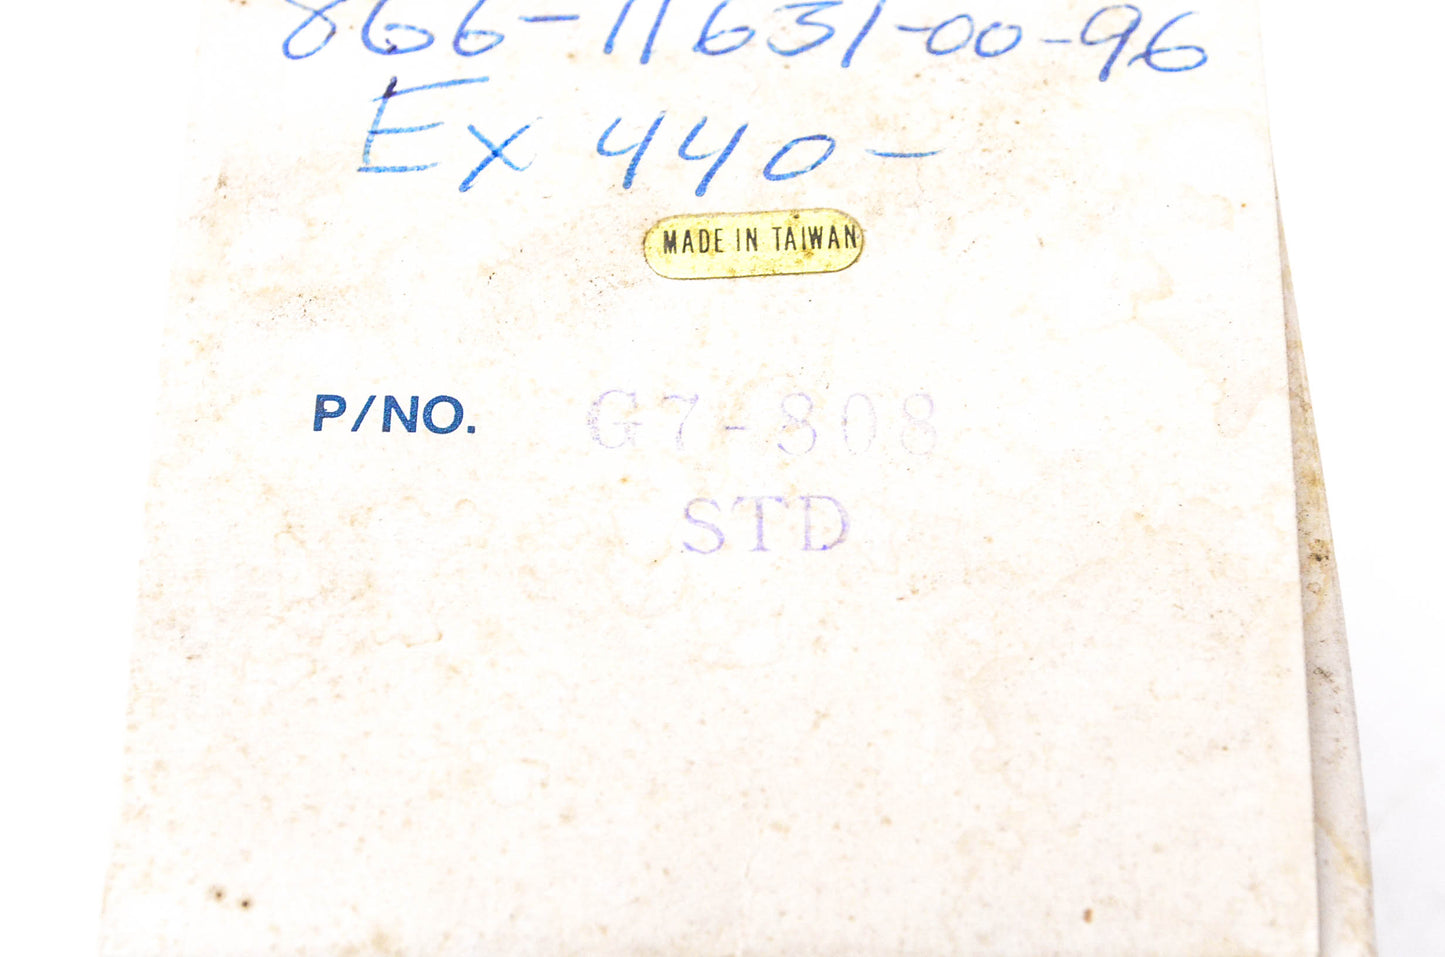 866-11631-00-96
Ex 440-
MADE IN TAIWAN
P/NO. G7-808
STD